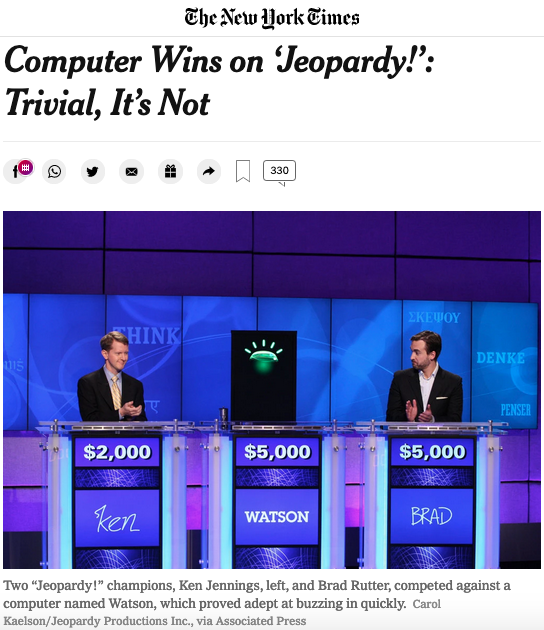 The New York Times
Computer Wins on ‘Jeopardy!’:
Trivial, It’s Not
330
THINK
ΣΚΕΨΟΥ
DENKE
PENSER
$2,000
$5,000
$5,000
Ken
WATSON
BRAD
Two “Jeopardy!” champions, Ken Jennings, left, and Brad Rutter, competed against a
computer named Watson, which proved adept at buzzing in quickly. Carol
Kaelson/Jeopardy Productions Inc., via Associated Press